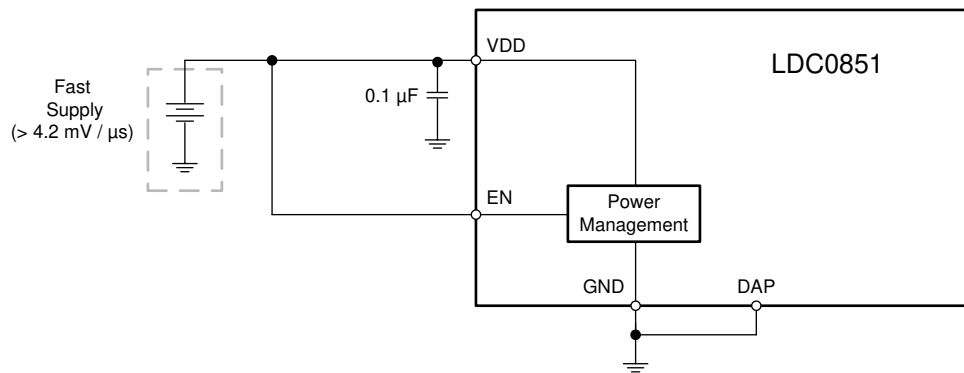 VDD
LDC0851
Fast
Supply
(> 4.2 mV / µs)
0.1 µF
EN
Power
Management
GND
DAP